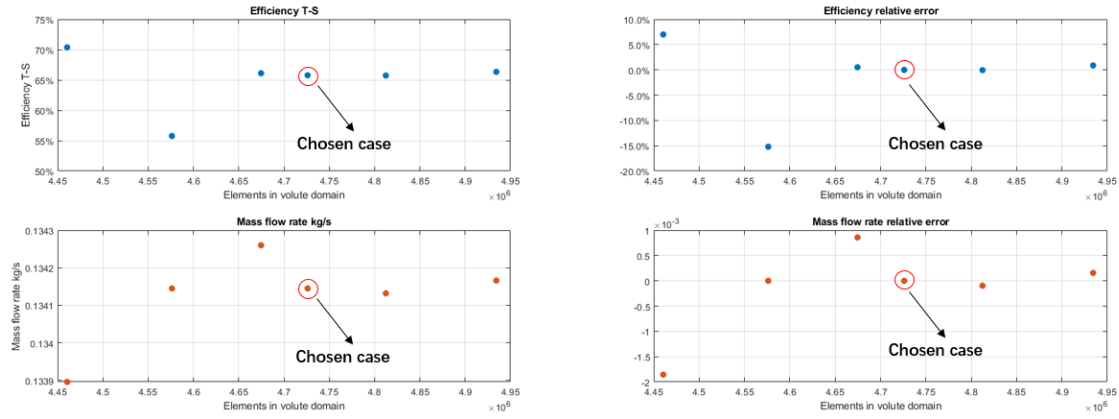 Efficiency T-S
75%
70%
65%
60%
55%
50%
Efficiency T-S
Chosen case
4.45 4.5 4.55 4.6 4.65 4.7 4.75 4.8 4.85 4.9 4.95
Elements in volute domain
× 10^6
Efficiency relative error
10.0%
5.0%
0.0%
-5.0%
-10.0%
-15.0%
-20.0%
Chosen case
4.45 4.5 4.55 4.6 4.65 4.7 4.75 4.8 4.85 4.9 4.95
Elements in volute domain
× 10^6
Mass flow rate kg/s
0.1343
0.1342
0.1341
0.134
0.1339
Mass flow rate kg/s
Chosen case
4.45 4.5 4.55 4.6 4.65 4.7 4.75 4.8 4.85 4.9 4.95
Elements in volute domain
× 10^6
Mass flow rate relative error
× 10^-3
1
0.5
0
-0.5
-1
-1.5
-2
Chosen case
4.45 4.5 4.55 4.6 4.65 4.7 4.75 4.8 4.85 4.9 4.95
Elements in volute domain
× 10^6